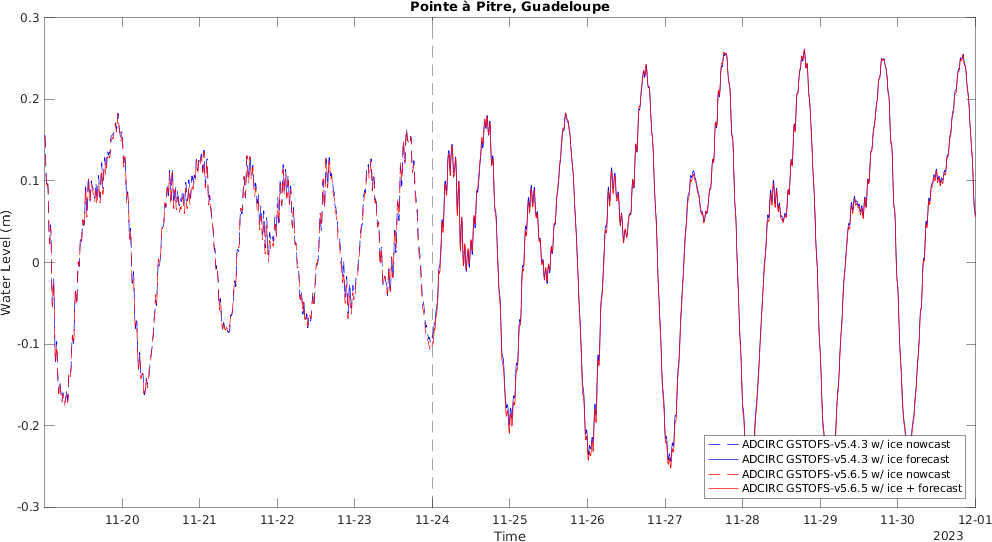 Pointe à Pitre, Guadeloupe
0.3
0.2
0.1
0
-0.1
-0.2
-0.3
Water Level (m)
ADCIRC GSTOFS-v5.4.3 w/ ice nowcast
ADCIRC GSTOFS-v5.4.3 w/ ice forecast
ADCIRC GSTOFS-v5.6.5 w/ ice nowcast
ADCIRC GSTOFS-v5.6.5 w/ ice + forecast
11-20 11-21 11-22 11-23 11-24 11-25 11-26 11-27 11-28 11-29 11-30 12-01
Time
2023